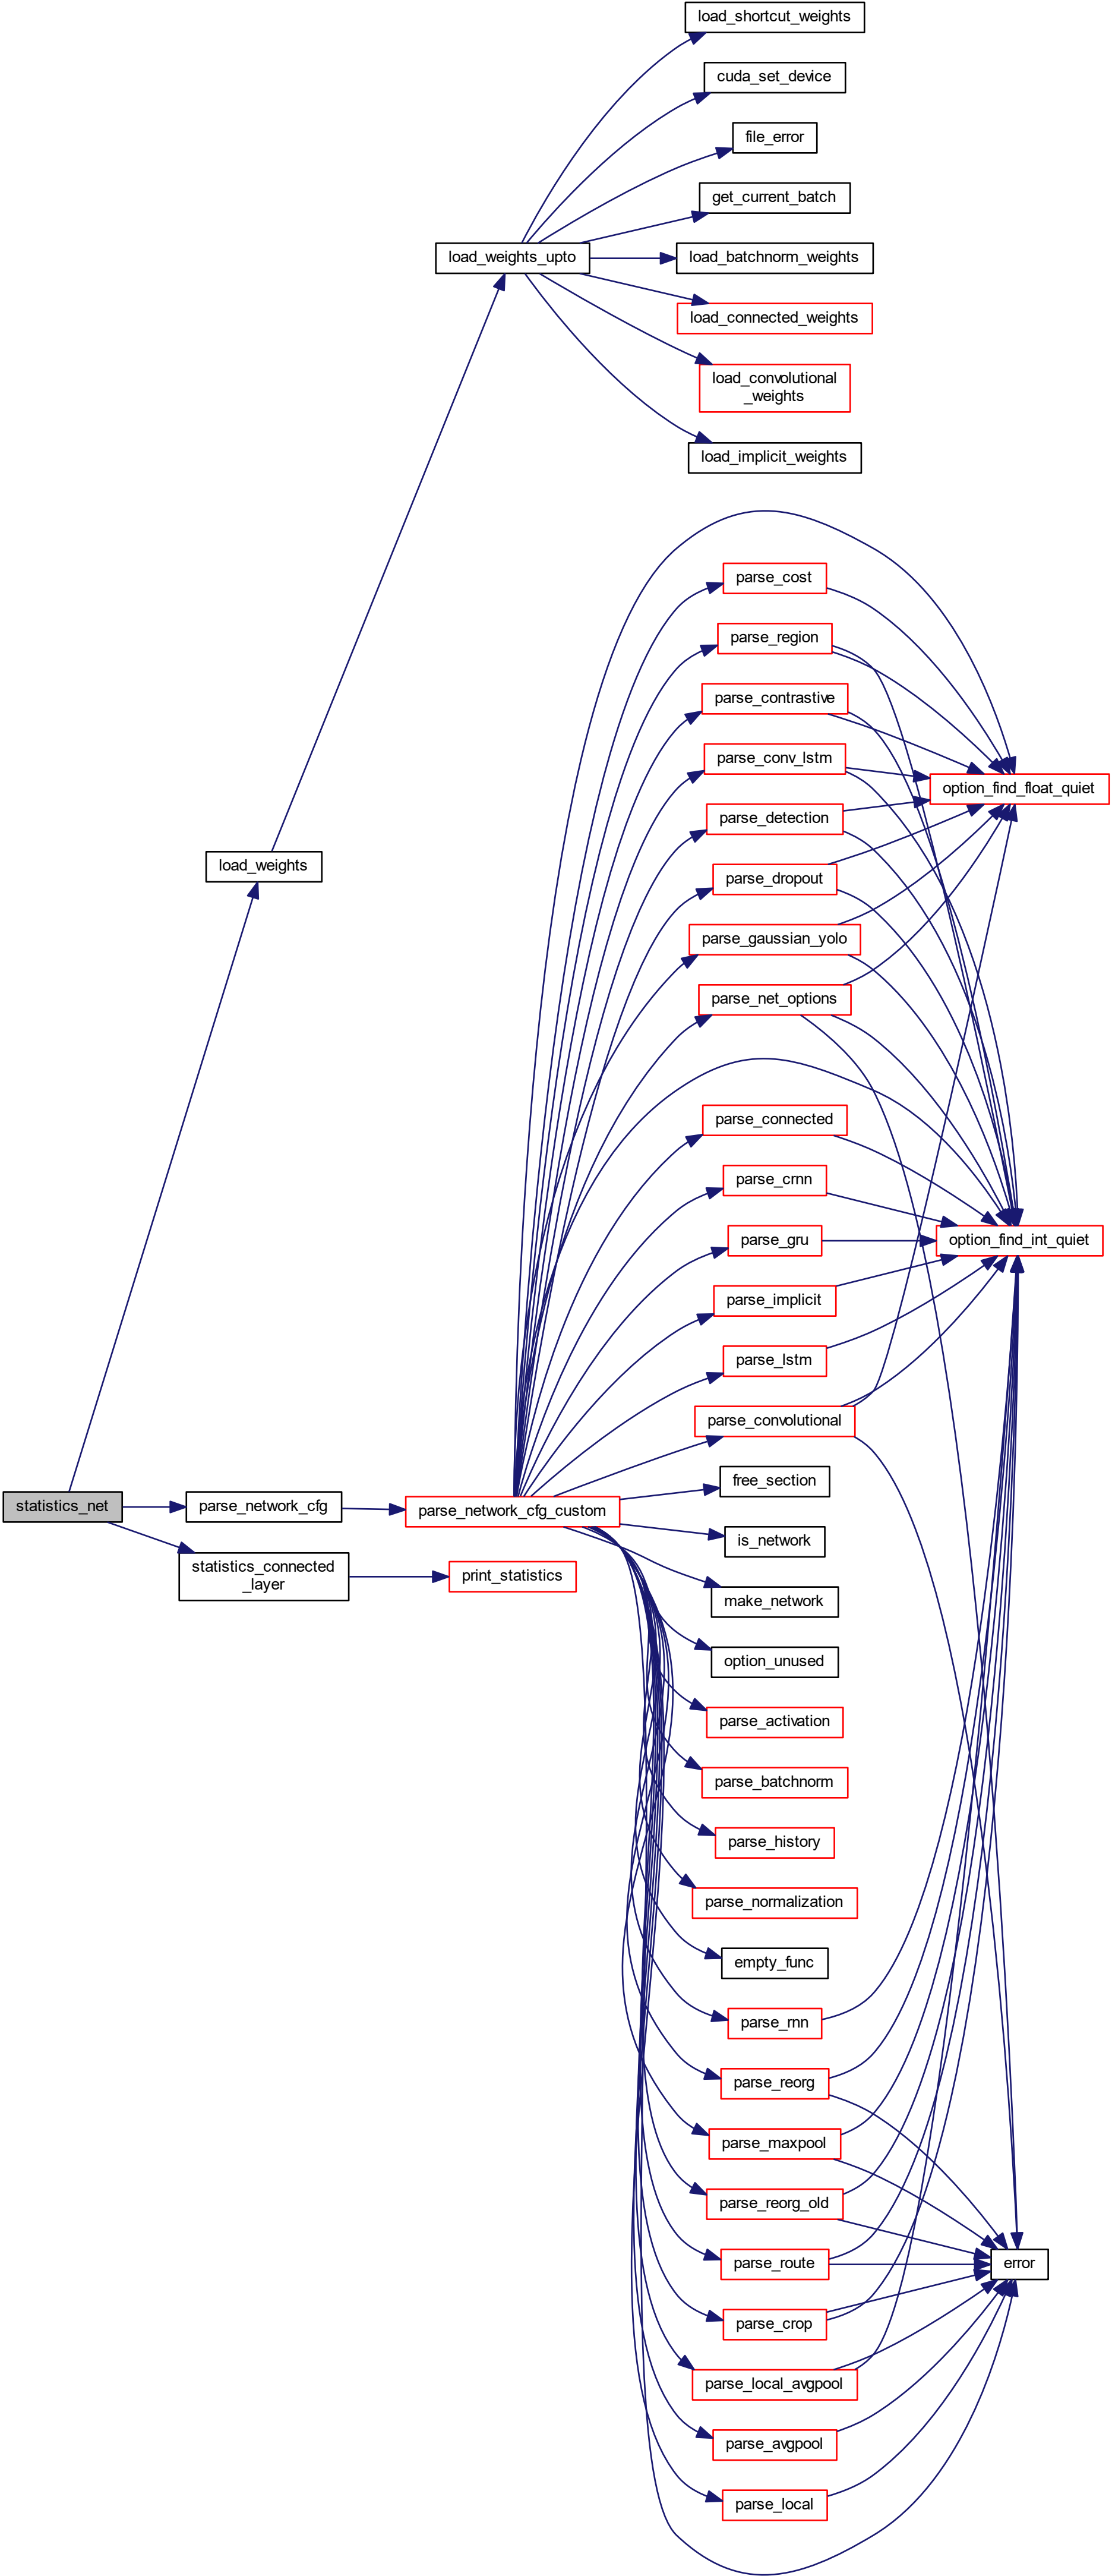 load_shortcut_weights
cuda_set_device
file_error
get_current_batch
load_weights_upto
load_batchnorm_weights
load_connected_weights
load_convolutional
_weights
load_implicit_weights
parse_cost
parse_region
parse_contrastive
parse_conv_lstm
option_find_float_quiet
parse_detection
load_weights
parse_dropout
parse_gaussian_yolo
parse_net_options
parse_connected
parse_crnn
parse_gru
option_find_int_quiet
parse_implicit
parse_lstm
parse_convolutional
free_section
statistics_net
parse_network_cfg
parse_network_cfg_custom
is_network
statistics_connected
_layer
print_statistics
make_network
option_unused
parse_activation
parse_batchnorm
parse_history
parse_normalization
empty_func
parse_rnn
parse_reorg
parse_maxpool
parse_reorg_old
parse_route
error
parse_crop
parse_local_avgpool
parse_avgpool
parse_local